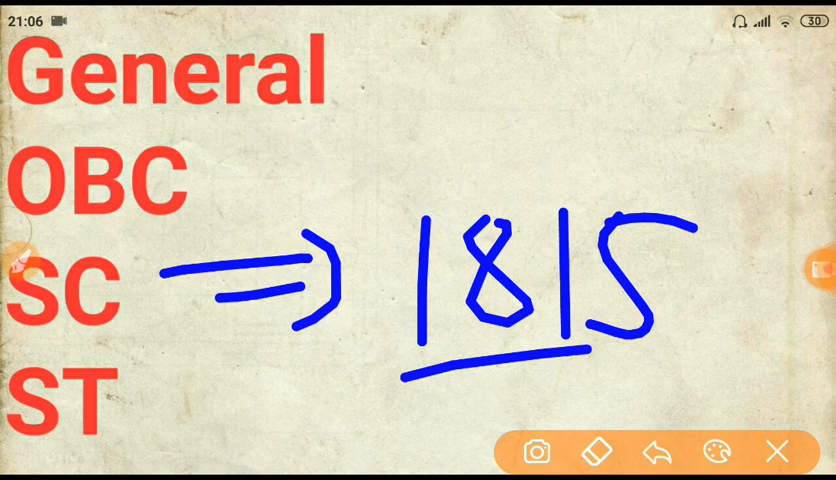 21:06
30
General
OBC
SC => 1815
ST